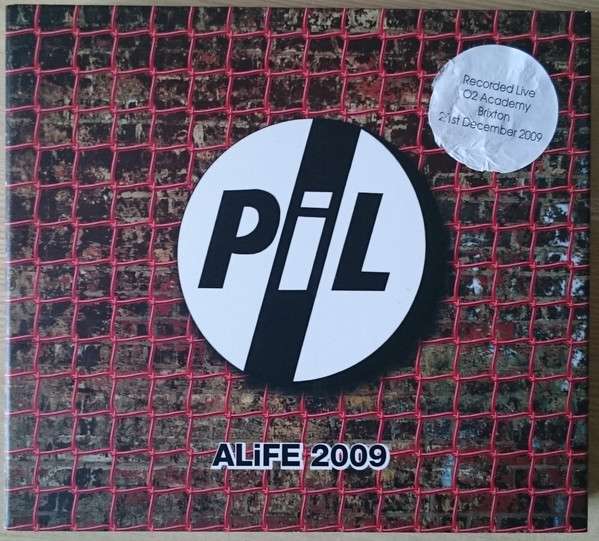 Recorded Live
O2 Academy
Brixton
21st December 2009
PiL
ALiFE 2009